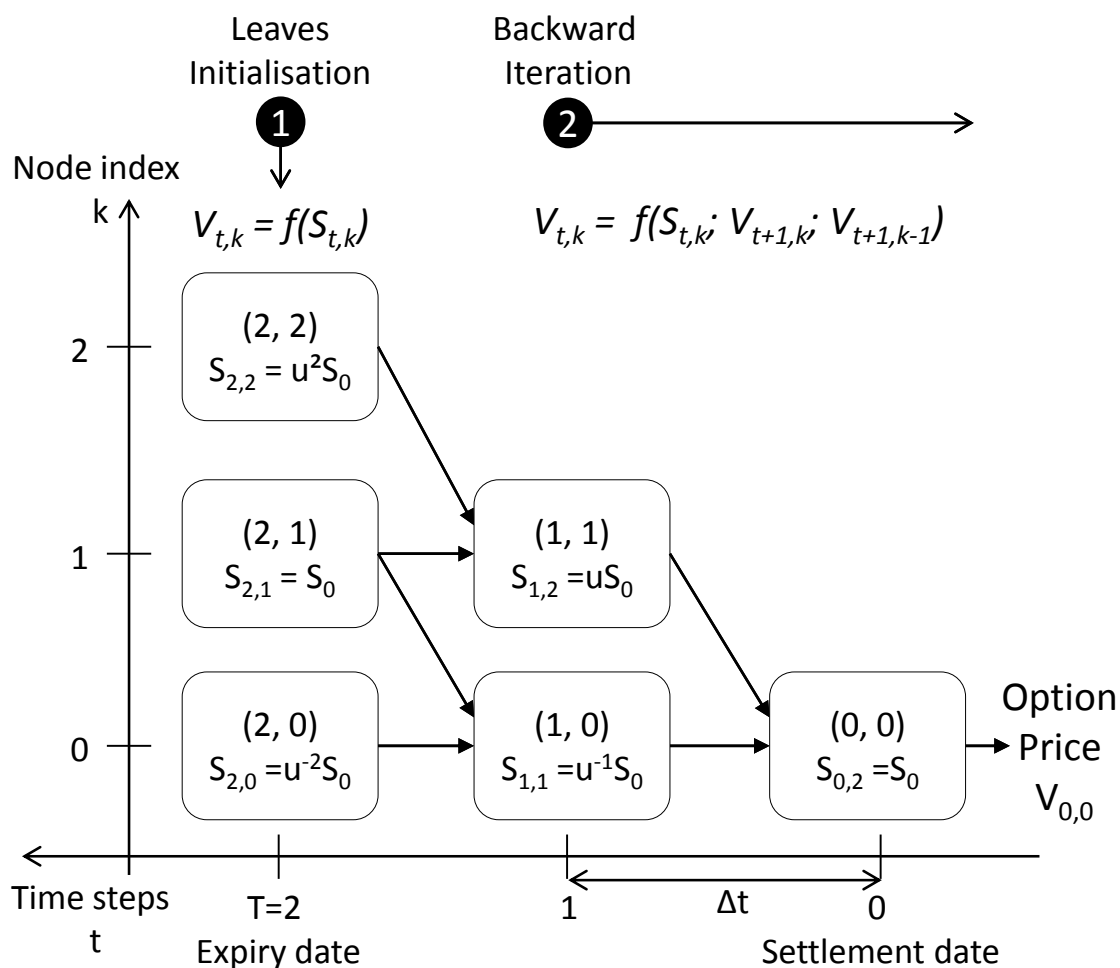 Leaves
Initialisation
1
Backward
Iteration
2
Node index
k
V_{t,k} = f(S_{t,k})
V_{t,k} = f(S_{t,k}; V_{t+1,k}; V_{t+1,k-1})
2
(2, 2)
S_{2,2} = u²S_0
1
(2, 1)
S_{2,1} = S_0
(1, 1)
S_{1,2} =uS_0
0
(2, 0)
S_{2,0} =u^{-2}S_0
(1, 0)
S_{1,1} =u^{-1}S_0
(0, 0)
S_{0,2} =S_0
Option
Price
V_{0,0}
Time steps
t
T=2
Expiry date
1
Δt
0
Settlement date